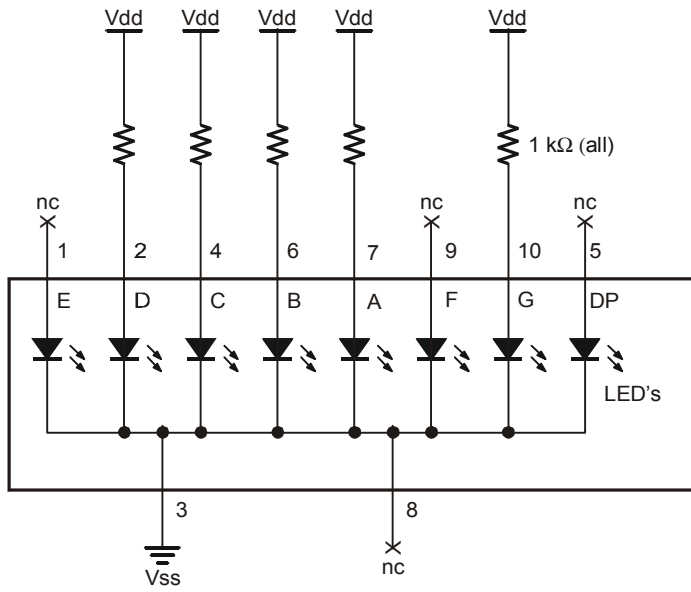 Vdd Vdd Vdd Vdd Vdd
1 kΩ (all)
nc nc nc
1 2 4 6 7 9 10 5
E D C B A F G DP
LED's
3 8
Vss nc